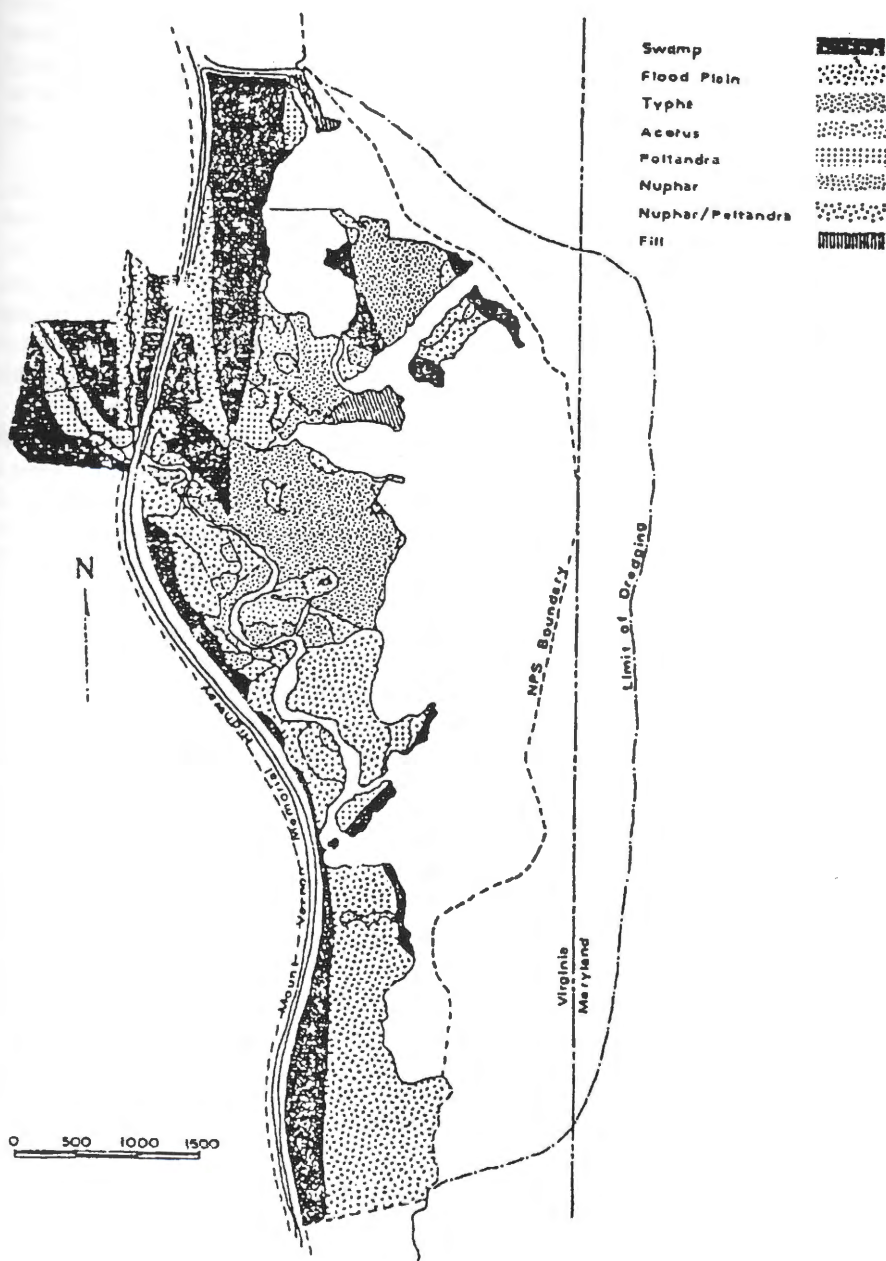 Swamp
Flood Plain
Typha
Acorus
Peltandra
Nuphar
Nuphar/Peltandra
Fill
N
NPS Boundary
Limit of Dredging
Mount Vernon Memorial Highway
Virginia
Maryland
0 500 1000 1500